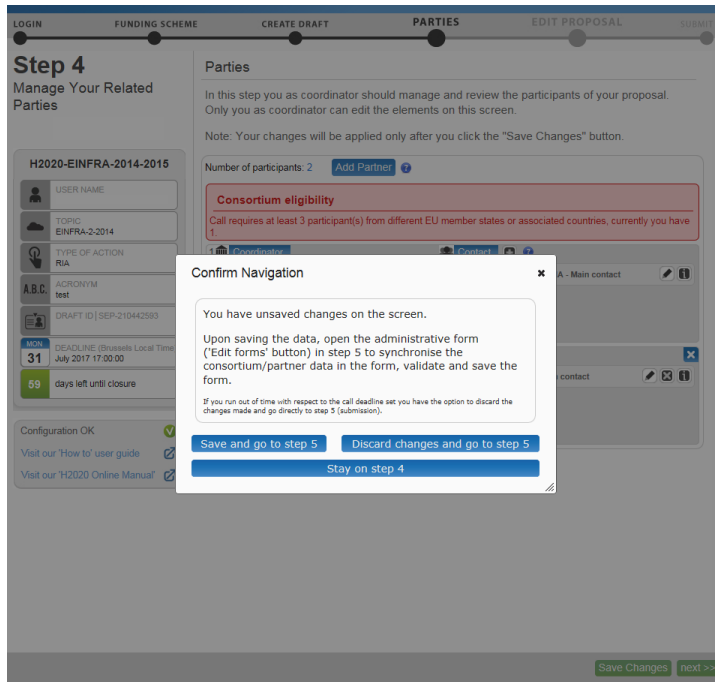 LOGIN
FUNDING SCHEME
CREATE DRAFT
PARTIES
EDIT PROPOSAL
SUBMIT
Step 4
Manage Your Related
Parties
H2020-EINFRA-2014-2015
USER NAME
TOPIC
EINFRA-2-2014
TYPE OF ACTION
RIA
A.B.C.
ACRONYM
test
DRAFT ID | SEP-210442593
MON
31
DEADLINE (Brussels Local Time
July 2017 17:00:00
59
days left until closure
Configuration OK
Visit our 'How to' user guide
Visit our 'H2020 Online Manual'
Parties
In this step you as coordinator should manage and review the participants of your proposal.
Only you as coordinator can edit the elements on this screen.
Note: Your changes will be applied only after you click the "Save Changes" button.
Number of participants: 2
Add Partner
Consortium eligibility
Call requires at least 3 participant(s) from different EU member states or associated countries, currently you have
1.
1
Coordinator
Contact
A - Main contact
contact
Confirm Navigation
You have unsaved changes on the screen.
Upon saving the data, open the administrative form
('Edit forms' button) in step 5 to synchronise the
consortium/partner data in the form, validate and save the
form.
If you run out of time with respect to the call deadline set you have the option to discard the
changes made and go directly to step 5 (submission).
Save and go to step 5
Discard changes and go to step 5
Stay on step 4
Save Changes
next >>